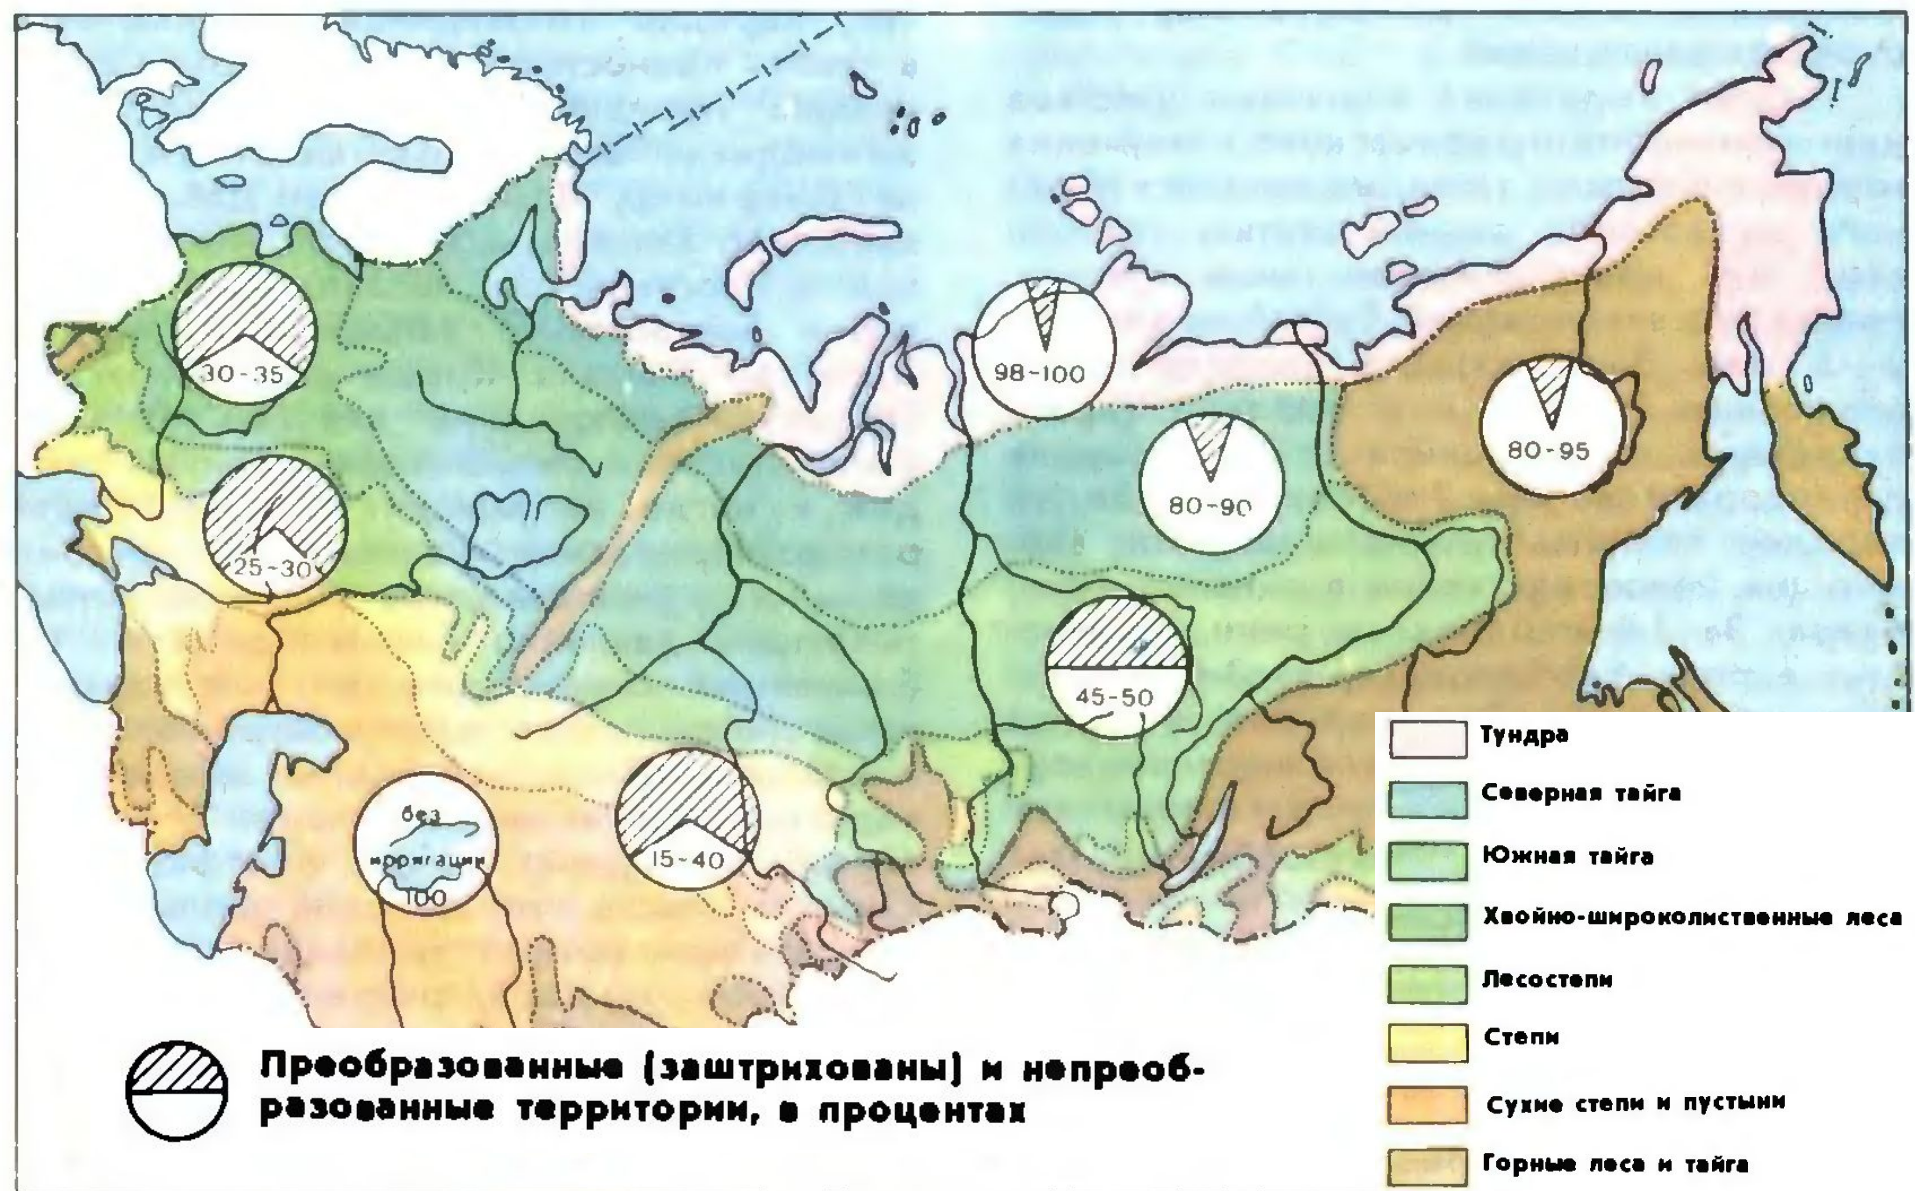 30-35
98-100
80-95
80-90
25-30
45-50
без
ирригации
100
15-40
Тундра
Северная тайга
Южная тайга
Хвойно-широколиственные леса
Лесостепи
Степи
Сухие степи и пустыни
Горные леса и тайга
Преобразованные (заштрихованы) и непреоб-
разованные территории, в процентах